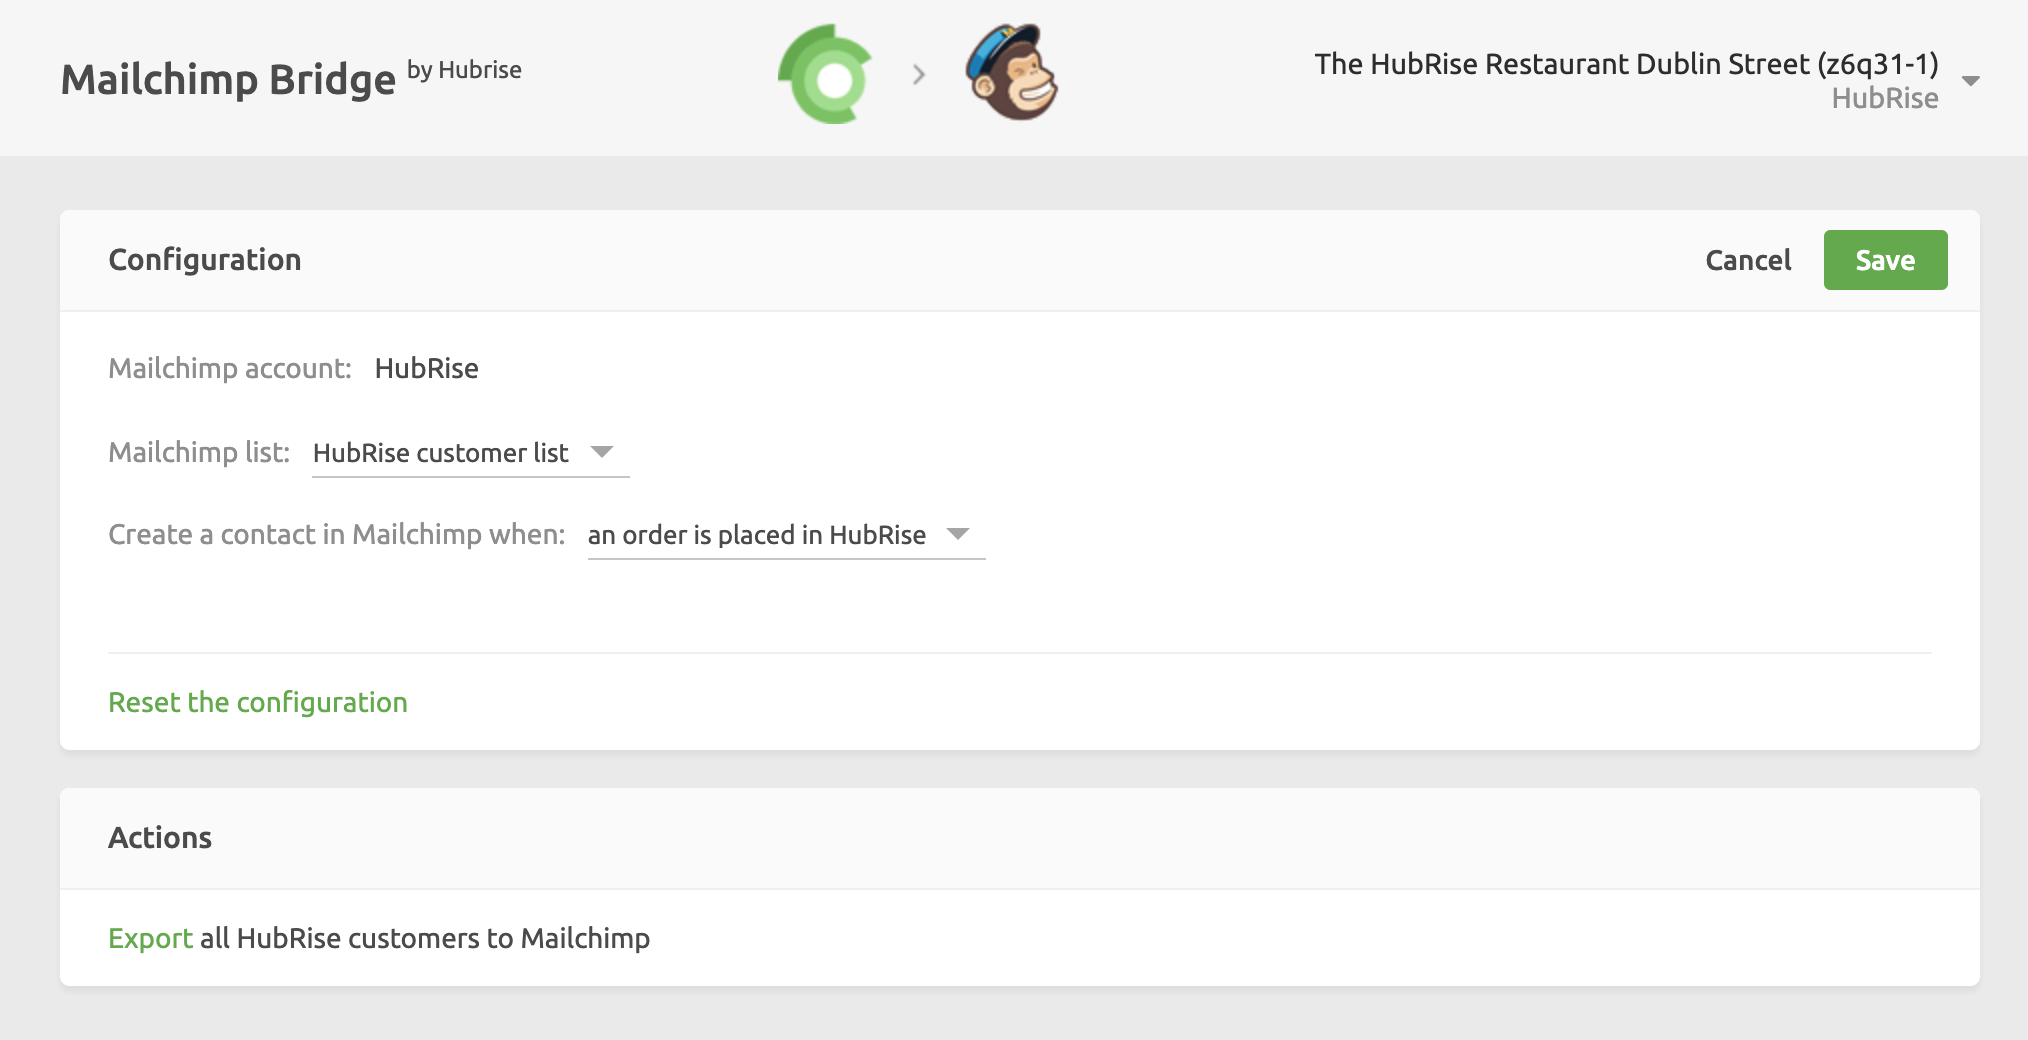 Mailchimp Bridge by Hubrise
The HubRise Restaurant Dublin Street (z6q31-1)
HubRise
Configuration
Cancel
Save
Mailchimp account: HubRise
Mailchimp list: HubRise customer list
Create a contact in Mailchimp when: an order is placed in HubRise
Reset the configuration
Actions
Export all HubRise customers to Mailchimp